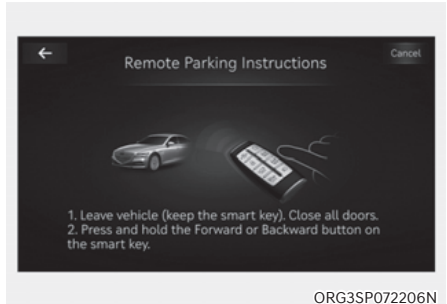 Cancel
Remote Parking Instructions
1. Leave vehicle (keep the smart key). Close all doors.
2. Press and hold the Forward or Backward button on
the smart key.
ORG3SP072206N